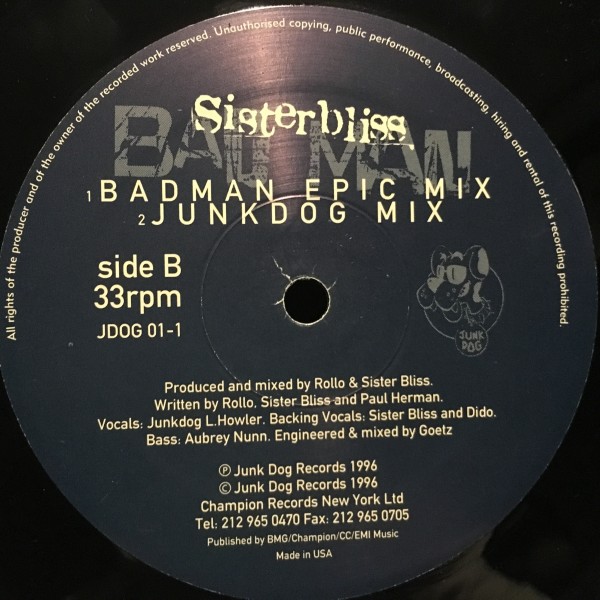 All rights of the producer and of the owner of the recorded work reserved. Unauthorised copying, public performance, broadcasting, hiring and rental of this recording prohibited.
BAD MAN
Sisterbliss
1 BADMAN EPIC MIX
2 JUNKDOG MIX
side B
33rpm
JDOG 01-1
JUNK
DOG
Produced and mixed by Rollo & Sister Bliss.
Written by Rollo, Sister Bliss and Paul Herman.
Vocals: Junkdog L.Howler. Backing Vocals: Sister Bliss and Dido.
Bass: Aubrey Nunn. Engineered & mixed by Goetz
℗ Junk Dog Records 1996
© Junk Dog Records 1996
Champion Records New York Ltd
Tel: 212 965 0470 Fax: 212 965 0705
Published by BMG/Champion/CC/EMI Music
Made in USA